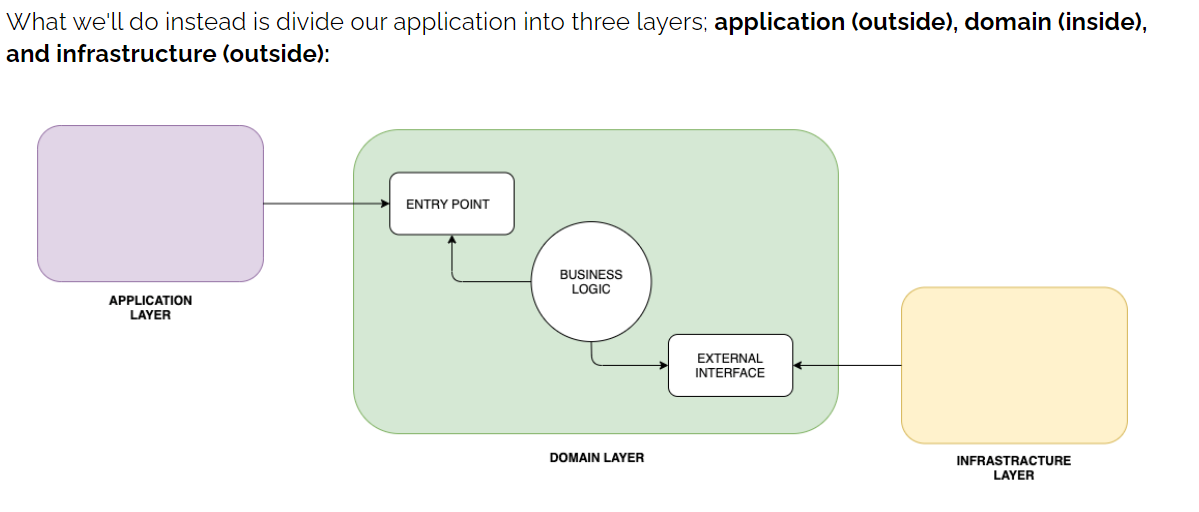 What we'll do instead is divide our application into three layers; application (outside), domain (inside),
and infrastructure (outside):
ENTRY POINT
BUSINESS
LOGIC
APPLICATION
LAYER
EXTERNAL
INTERFACE
DOMAIN LAYER
INFRASTRACTURE
LAYER